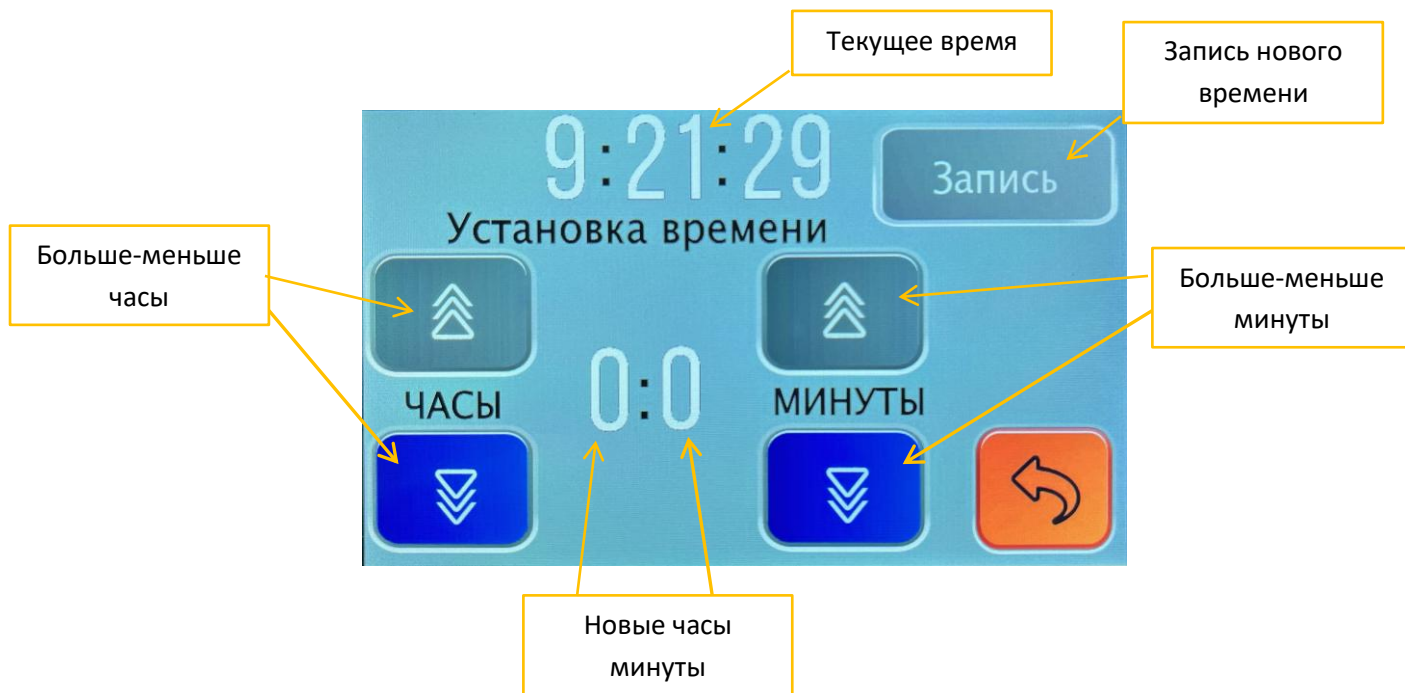 Текущее время
Запись нового
времени
9:21:29
Запись
Установка времени
Больше-меньше
часы
Больше-меньше
минуты
ЧАСЫ
0:0
МИНУТЫ
Новые часы
минуты